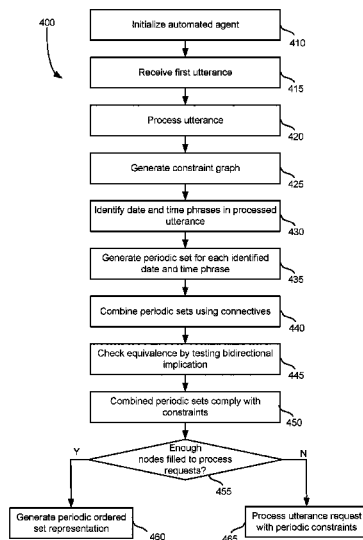 400
Initialize automated agent
410
Receive first utterance
415
Process utterance
420
Generate constraint graph
425
Identify date and time phrases in processed
utterance
430
Generate periodic set for each identified
date and time phrase
435
Combine periodic sets using connectives
440
Check equivalence by testing bidirectional
implication
445
Combined periodic sets comply with
constraints
450
Y
Enough
nodes filled to process
requests?
N
455
Generate periodic ordered
set representation
460
Process utterance request
with periodic constraints
465